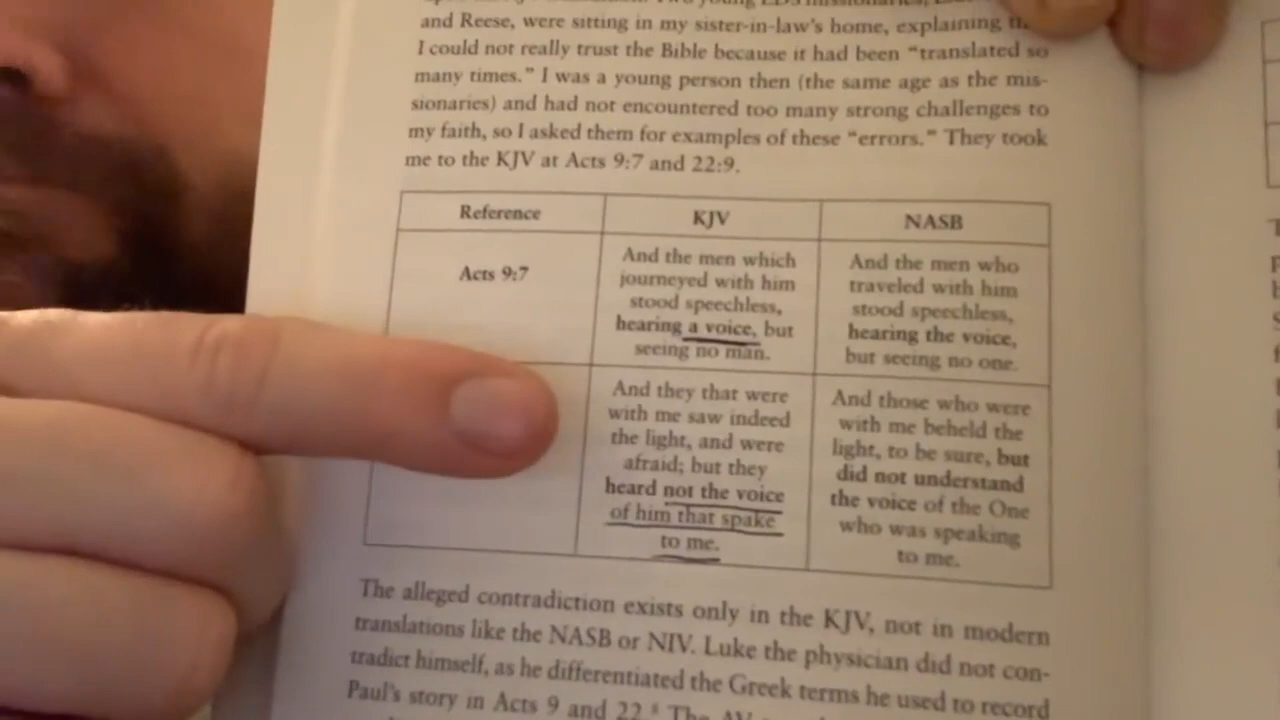 and Reese, were sitting in my sister-in-law's home, explaining
I could not really trust the Bible because it had been "translated so
many times." I was a young person then (the same age as the mis-
sionaries) and had not encountered too many strong challenges to
my faith, so I asked them for examples of these "errors." They took
me to the KJV at Acts 9:7 and 22:9.
Reference
KJV
NASB
Acts 9:7
And the men which
journeyed with him
stood speechless,
hearing a voice, but
seeing no man.
And the men who
traveled with him
stood speechless,
hearing the voice,
but seeing no one.
And they that were
with me saw indeed
the light, and were
afraid; but they
heard not the voice
of him that spake
to me.
And those who were
with me beheld the
light, to be sure, but
did not understand
the voice of the One
who was speaking
to me.
The alleged contradiction exists only in the KJV, not in modern
translations like the NASB or NIV. Luke the physician did not con-
tradict himself, as he differentiated the Greek terms he used to record
Paul's story in Acts 9 and 22. The